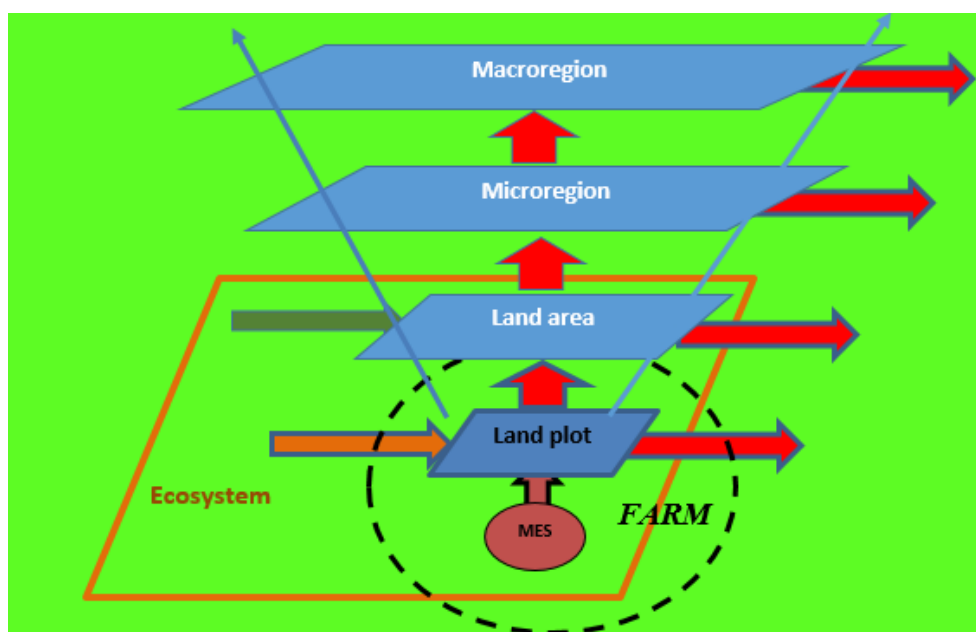 Macroregion
Microregion
Land area
Land plot
Ecosystem
FARM
MES